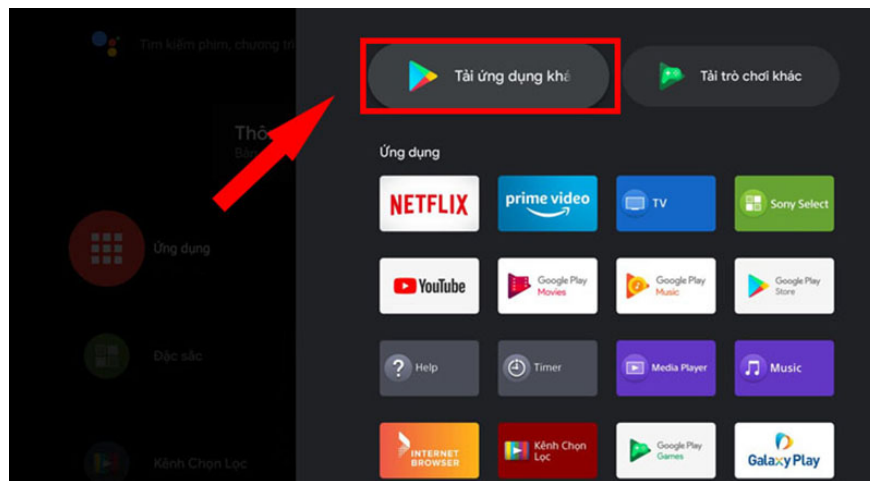 Tìm kiếm phim, chương trì
Tải ứng dụng khá
Tải trò chơi khác
Thô
Ứng dụng
NETFLIX
prime video
TV
Sony Select
Ứng dụng
YouTube
Google Play
Movies
Google Play
Music
Google Play
Store
Đặc sắc
Help
Timer
Media Player
Music
Kênh Chọn Lọc
INTERNET
BROWSER
Kênh Chọn
Lọc
Google Play
Games
Galaxy Play